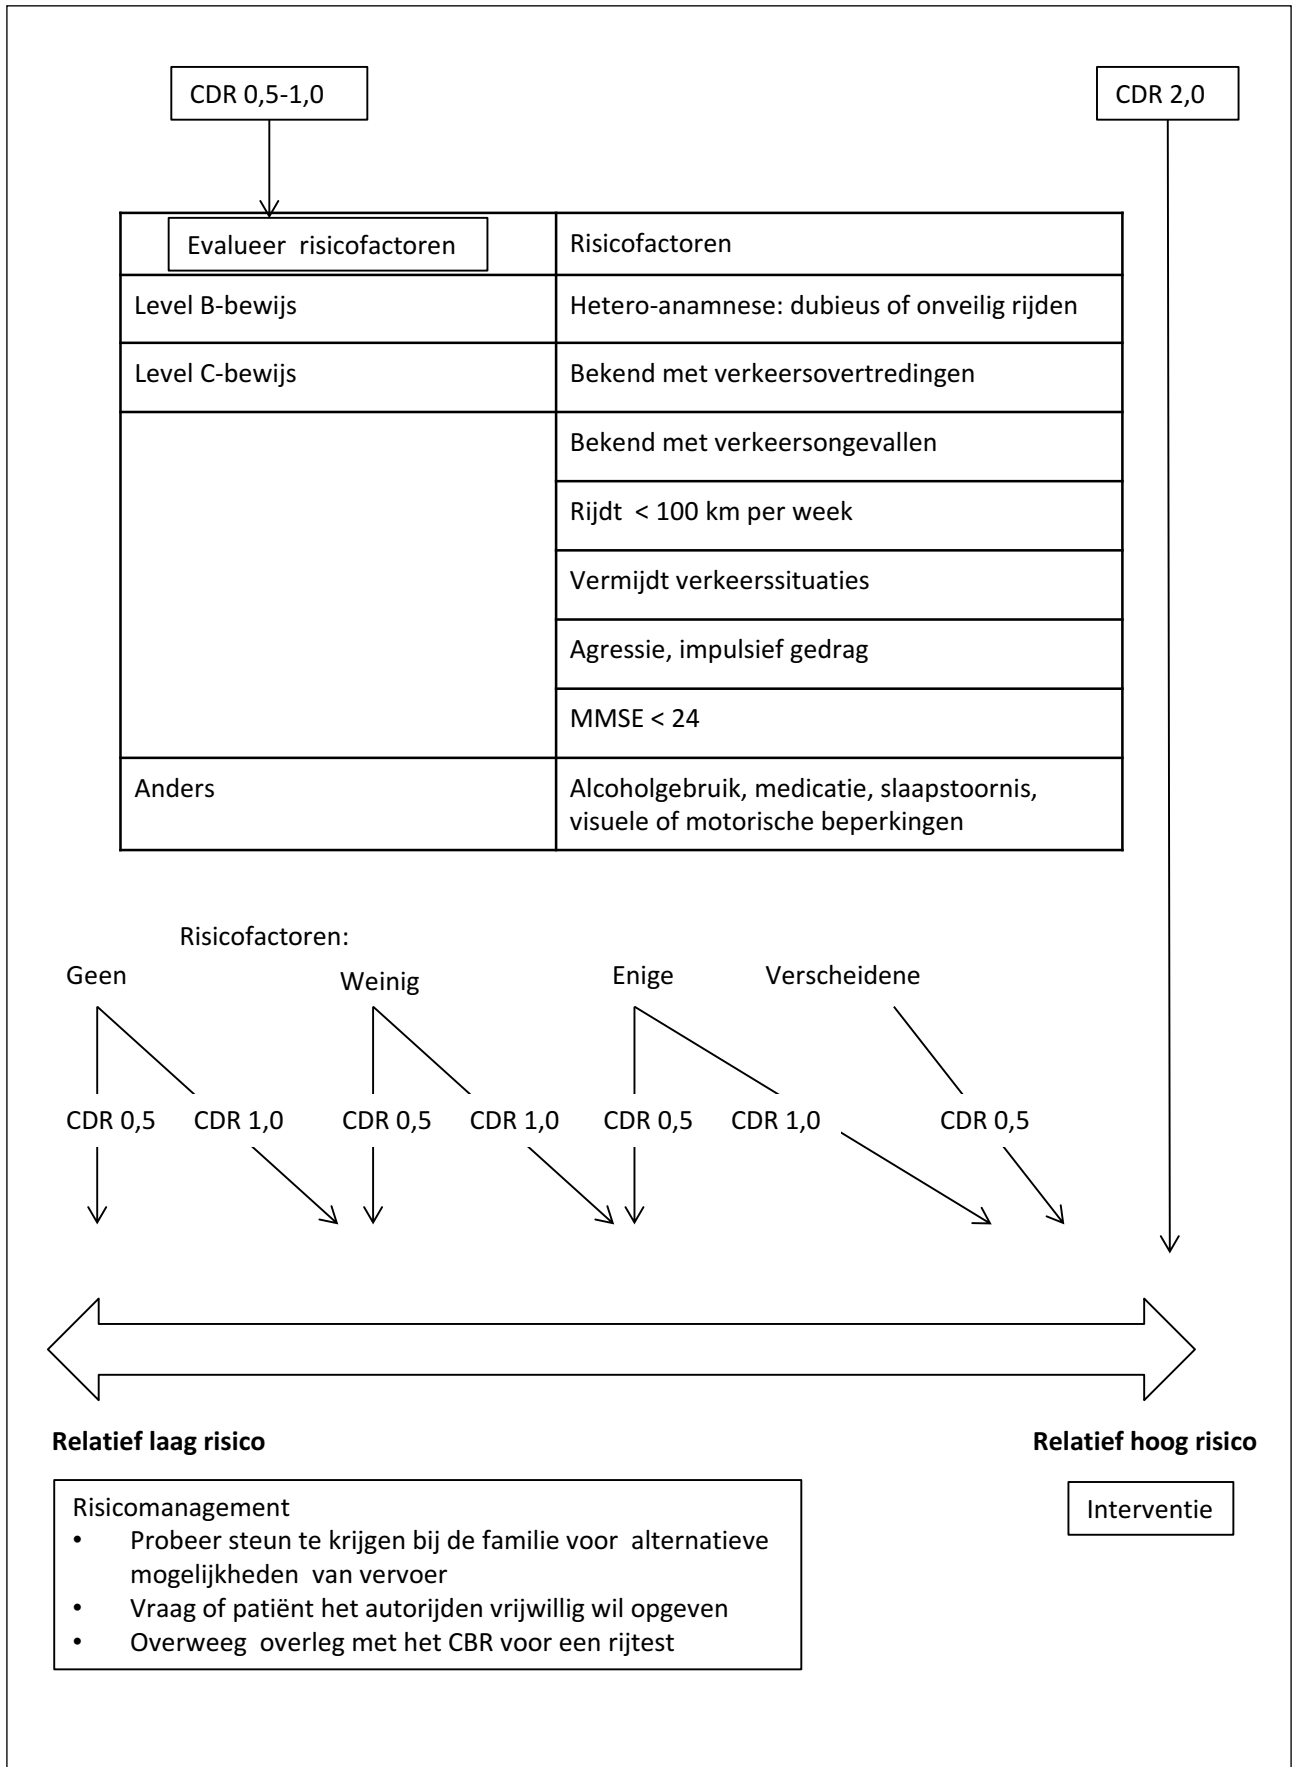 CDR 0,5-1,0
CDR 2,0
Evalueer risicofactoren
Risicofactoren
Level B-bewijs
Hetero-anamnese: dubieus of onveilig rijden
Level C-bewijs
Bekend met verkeersovertredingen
Bekend met verkeersongevallen
Rijdt < 100 km per week
Vermijdt verkeerssituaties
Agressie, impulsief gedrag
MMSE < 24
Anders
Alcoholgebruik, medicatie, slaapstoornis,
visuele of motorische beperkingen
Risicofactoren:
Geen
Weinig
Enige
Verscheidene
CDR 0,5
CDR 1,0
CDR 0,5
CDR 1,0
CDR 0,5
CDR 1,0
CDR 0,5
Relatief laag risico
Relatief hoog risico
Risicomanagement
• Probeer steun te krijgen bij de familie voor alternatieve
mogelijkheden van vervoer
• Vraag of patiënt het autorijden vrijwillig wil opgeven
• Overweeg overleg met het CBR voor een rijtest
Interventie